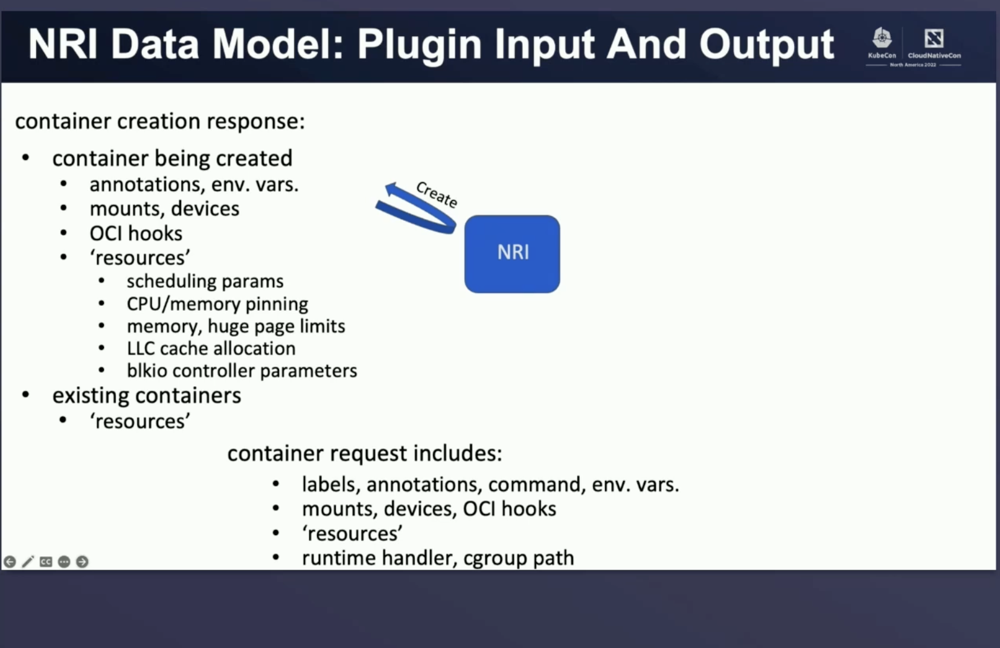 NRI Data Model: Plugin Input And Output
KubeCon
CloudNativeCon
North America 2022
container creation response:
• container being created
• annotations, env. vars.
• mounts, devices
• OCI hooks
• ‘resources’
• scheduling params
• CPU/memory pinning
• memory, huge page limits
• LLC cache allocation
• blkio controller parameters
• existing containers
• ‘resources’
Create
NRI
container request includes:
• labels, annotations, command, env. vars.
• mounts, devices, OCI hooks
• ‘resources’
• runtime handler, cgroup path
CC